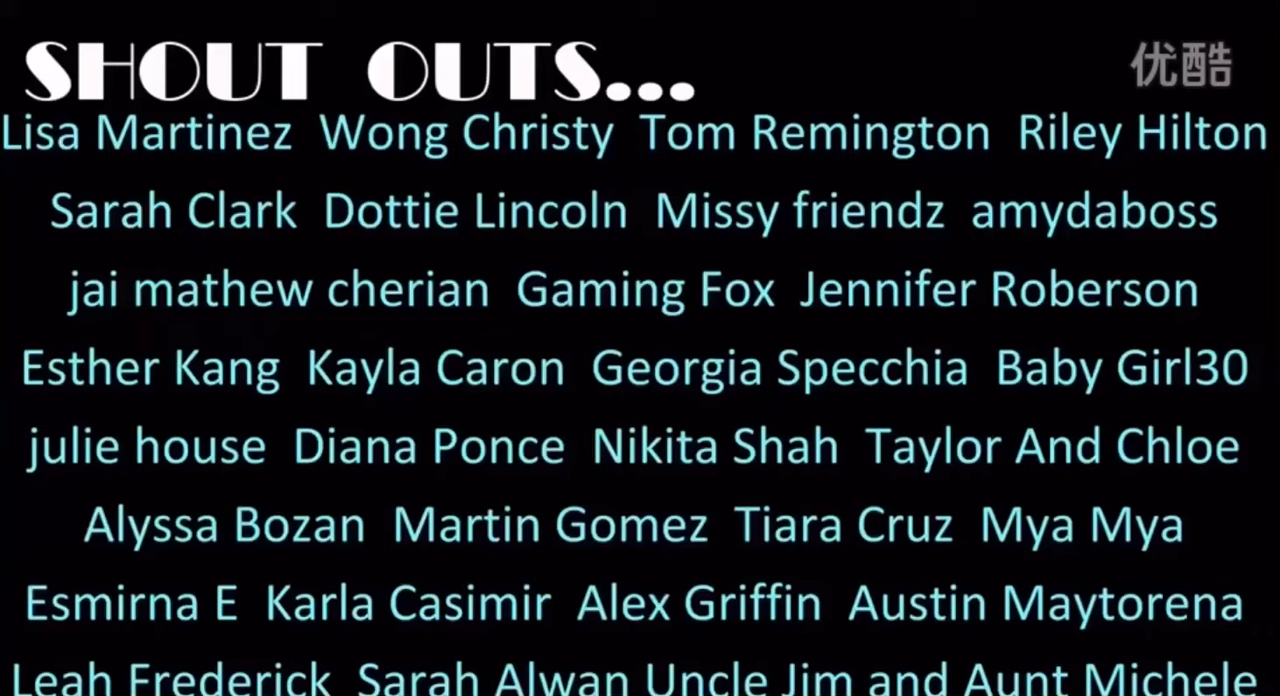 SHOUT OUTS...
优酷
Lisa Martinez Wong Christy Tom Remington Riley Hilton
Sarah Clark Dottie Lincoln Missy friendz amydaboss
jai mathew cherian Gaming Fox Jennifer Roberson
Esther Kang Kayla Caron Georgia Specchia Baby Girl30
julie house Diana Ponce Nikita Shah Taylor And Chloe
Alyssa Bozan Martin Gomez Tiara Cruz Mya Mya
Esmirna E Karla Casimir Alex Griffin Austin Maytorena
Leah Frederick Sarah Alwan Uncle Jim and Aunt Michele